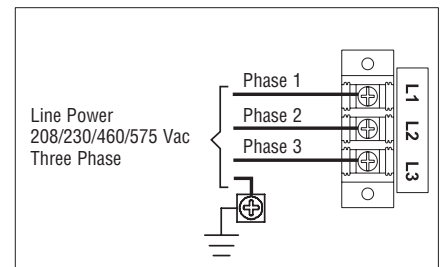 Line Power
208/230/460/575 Vac
Three Phase
Phase 1
Phase 2
Phase 3
L1
L2
L3